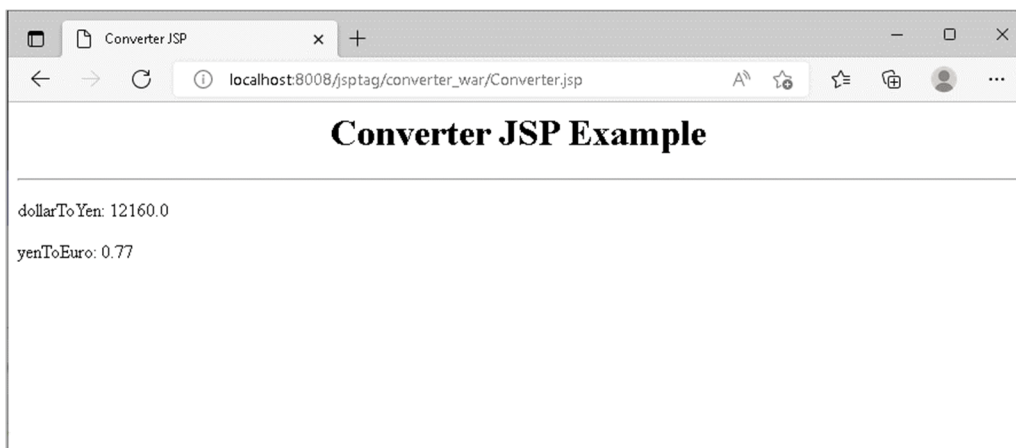 Converter JSP
localhost:8008/jsptag/converter_war/Converter.jsp
Converter JSP Example
dollarToYen: 12160.0
yenToEuro: 0.77